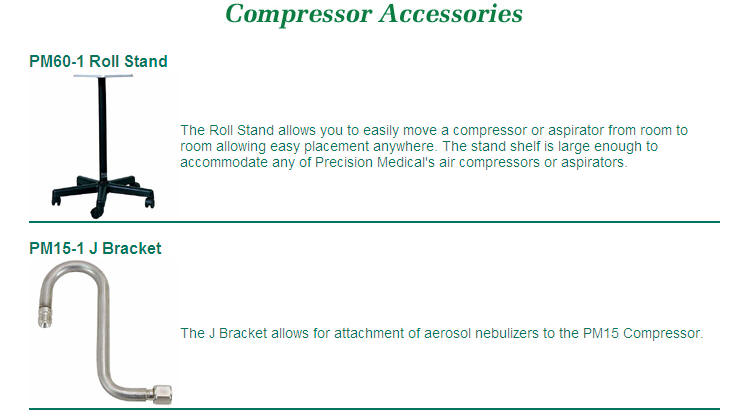 Compressor Accessories
PM60-1 Roll Stand
The Roll Stand allows you to easily move a compressor or aspirator from room to
room allowing easy placement anywhere. The stand shelf is large enough to
accommodate any of Precision Medical's air compressors or aspirators.
PM15-1 J Bracket
The J Bracket allows for attachment of aerosol nebulizers to the PM15 Compressor.